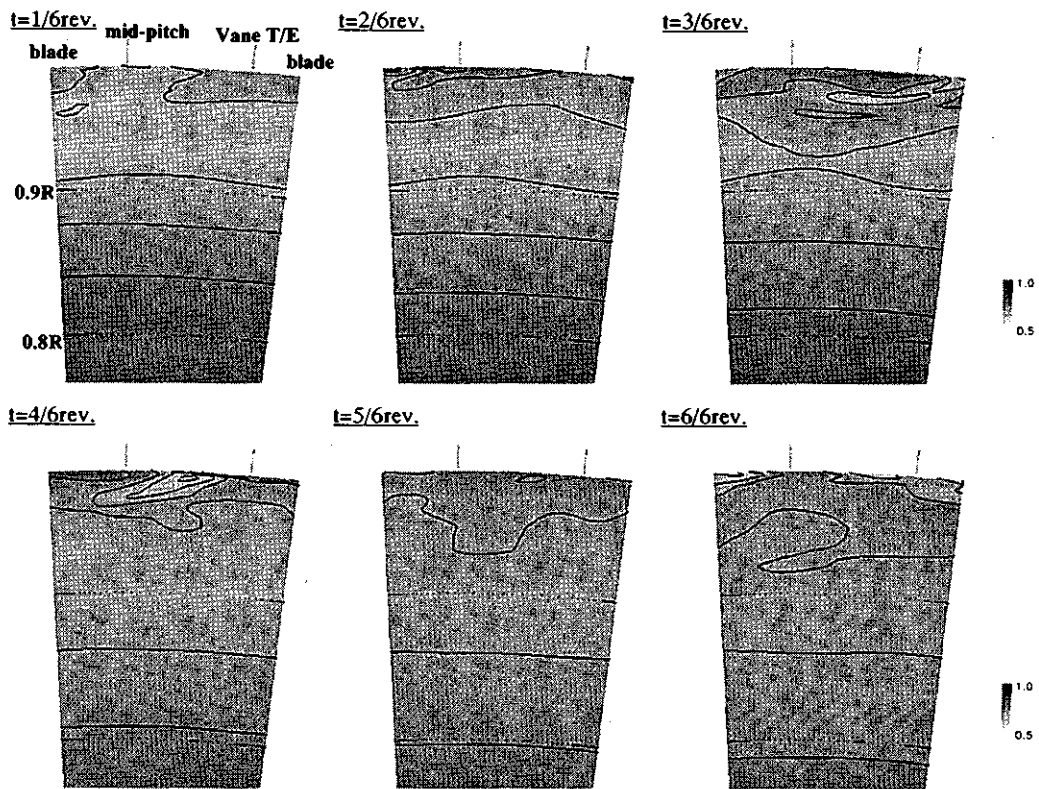 t=1/6rev.
mid-pitch
Vane T/E
t=2/6rev.
t=3/6rev.
blade
blade
0.9R
1.0
0.5
0.8R
t=4/6rev.
t=5/6rev.
t=6/6rev.
1.0
0.5